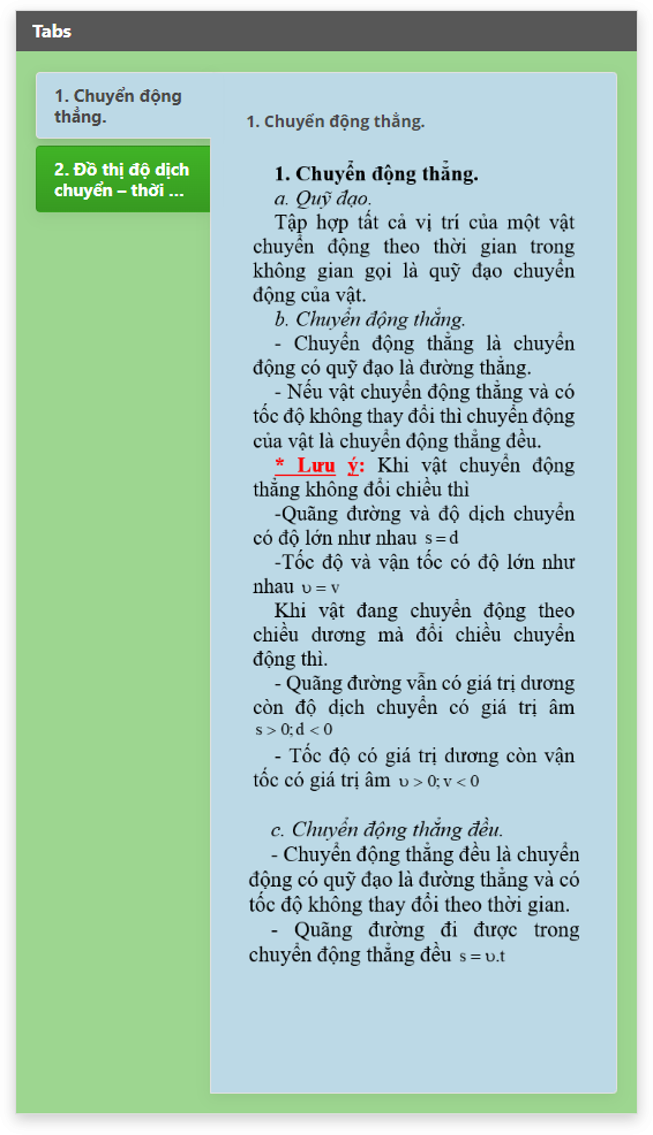 Tabs
1. Chuyển động
thẳng.
2. Đồ thị độ dịch
chuyển – thời ...
1. Chuyển động thẳng.
1. Chuyển động thẳng.
a. Quỹ đạo.
Tập hợp tất cả vị trí của một vật
chuyển động theo thời gian trong
không gian gọi là quỹ đạo chuyển
động của vật.
b. Chuyển động thẳng.
- Chuyển động thẳng là chuyển
động có quỹ đạo là đường thẳng.
- Nếu vật chuyển động thẳng và có
tốc độ không thay đổi thì chuyển động
của vật là chuyển động thẳng đều.
* Lưu ý: Khi vật chuyển động
thẳng không đổi chiều thì
-Quãng đường và độ dịch chuyển
có độ lớn như nhau s = d
-Tốc độ và vận tốc có độ lớn như
nhau υ = v
Khi vật đang chuyển động theo
chiều dương mà đổi chiều chuyển
động thì.
- Quãng đường vẫn có giá trị dương
còn độ dịch chuyển có giá trị âm
s > 0; d < 0
- Tốc độ có giá trị dương còn vận
tốc có giá trị âm υ > 0; v < 0
c. Chuyển động thẳng đều.
- Chuyển động thẳng đều là chuyển
động có quỹ đạo là đường thẳng và có
tốc độ không thay đổi theo thời gian.
- Quãng đường đi được trong
chuyển động thẳng đều s = υ.t